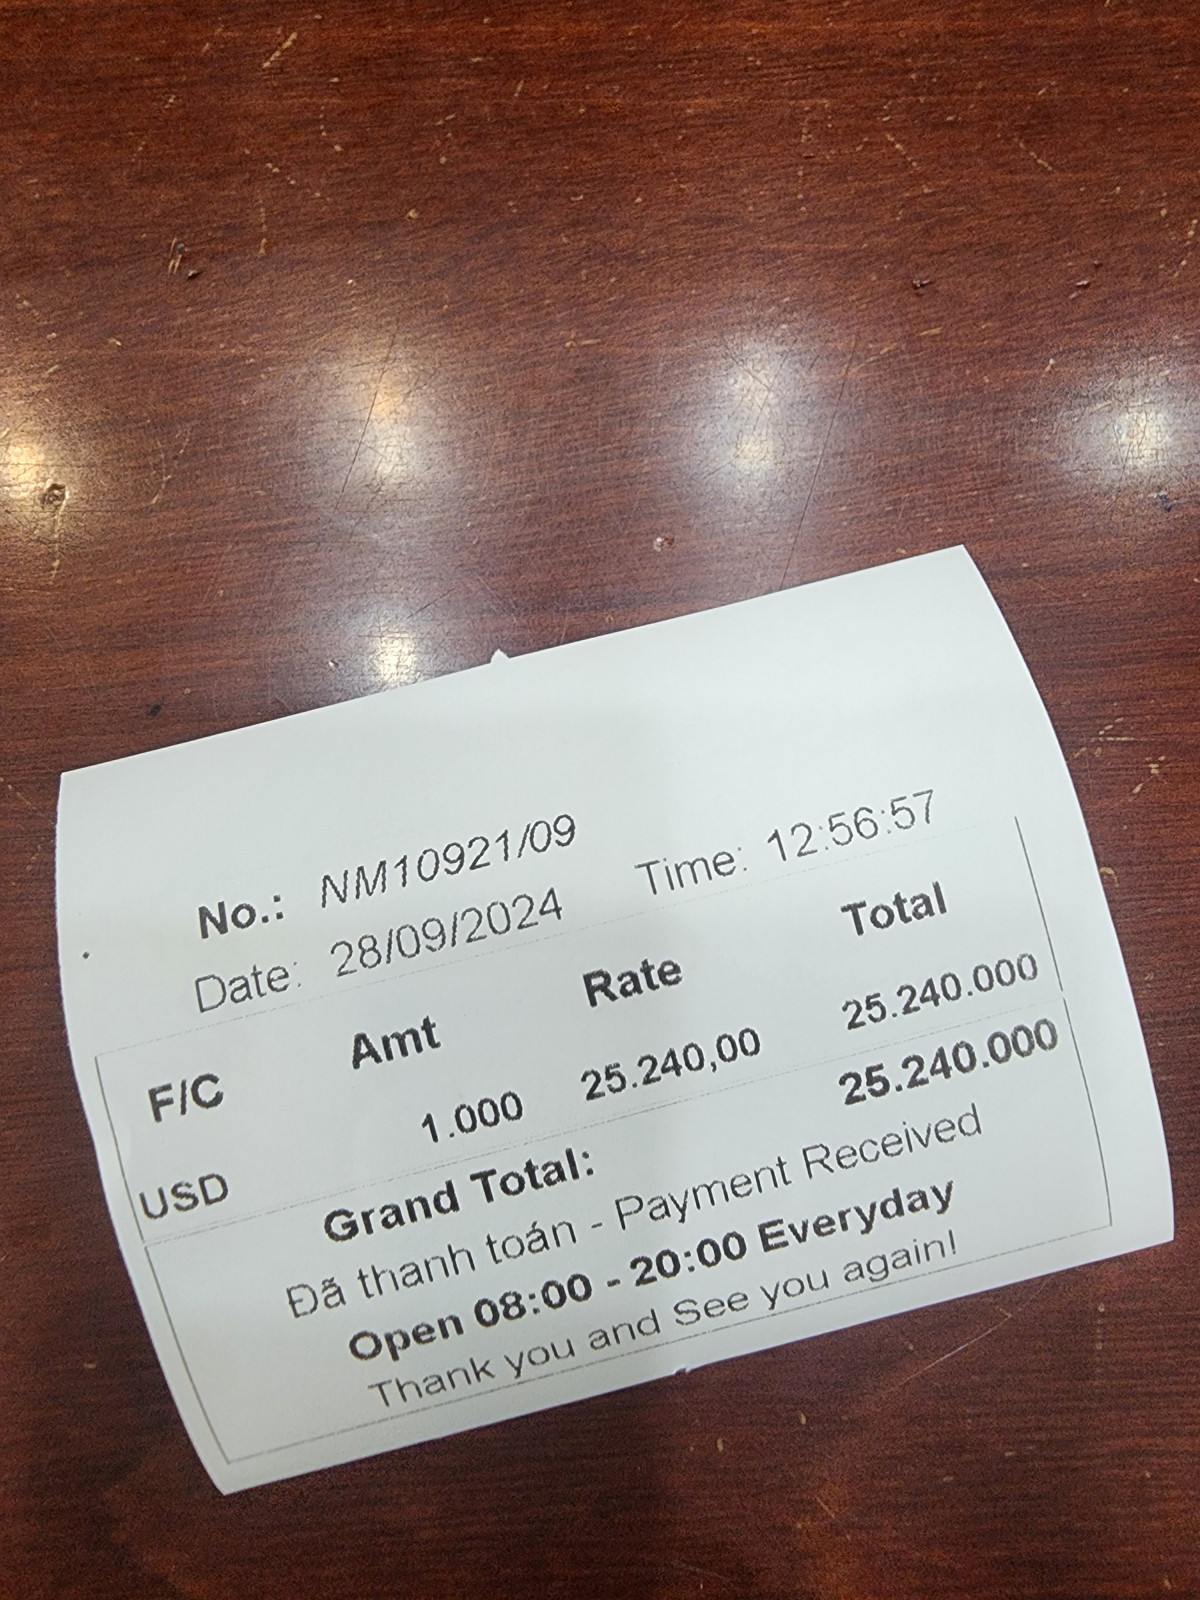 No.: NM10921/09
Date: 28/09/2024 Time: 12:56:57
F/C Amt Rate Total
USD 1.000 25.240,00 25.240.000
Grand Total: 25.240.000
Đã thanh toán - Payment Received
Open 08:00 - 20:00 Everyday
Thank you and See you again!